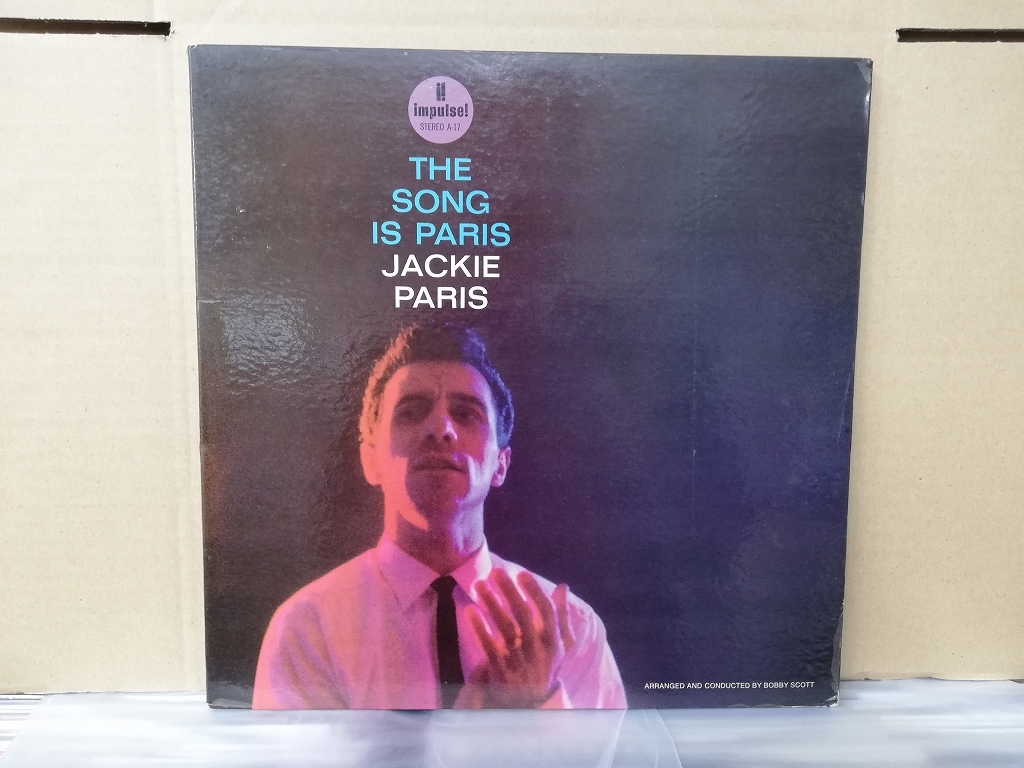 i!
impulse!
STEREO A-17
THE
SONG
IS PARIS
JACKIE
PARIS
ARRANGED AND CONDUCTED BY BOBBY SCOTT